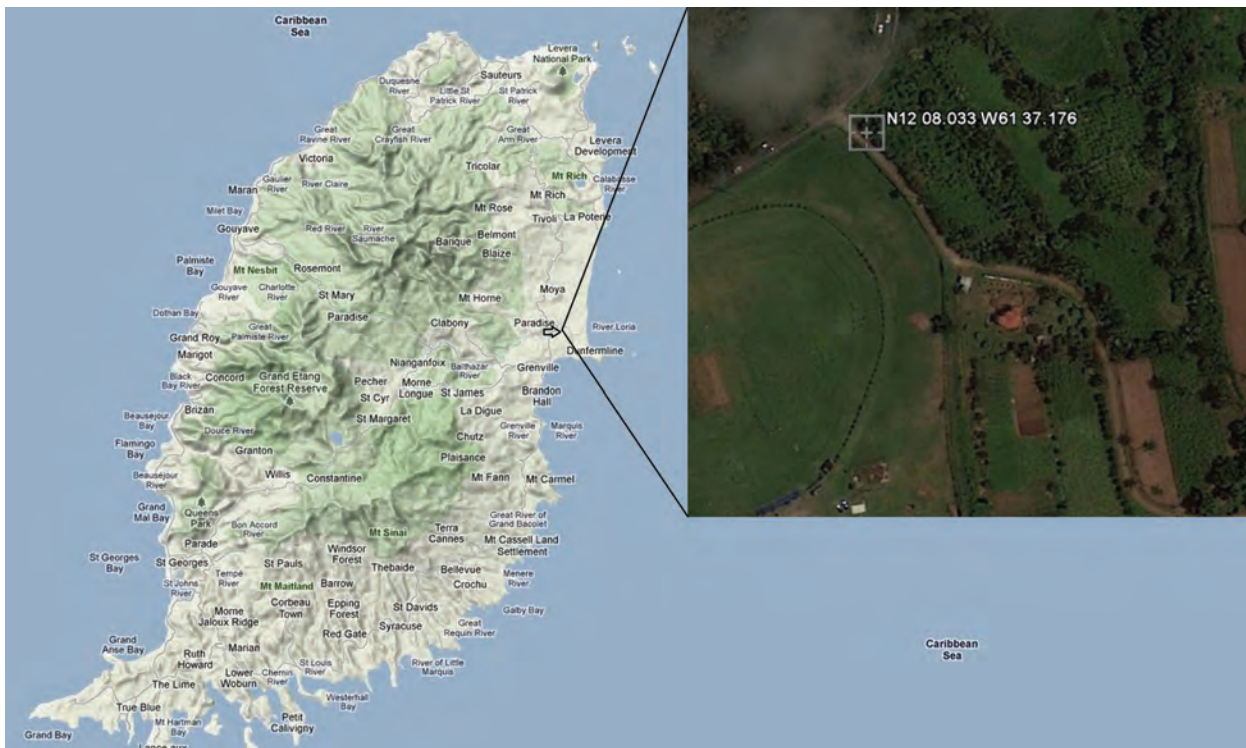 Caribbean
Sea
Levera
National Park
Sauteurs
Duquesne
River
Little St
Patrick River
St Patrick
River
N12 08.033 W61 37.176
Great
Ravine River
Great
Crayfish River
Great
Arm River
Levera
Development
Victoria
Tricolar
Mt Rich
Gaulier
River
River Claire
Calabasse
River
Maran
Mt Rich
Milet Bay
Mt Rose
Tivoli
La Poterie
Gouyave
Red River
River
Saumache
Belmont
Barique
Blaize
Palmiste
Bay
Mt Nesbit
Rosemont
Gouyave
River
Charlotte
River
Moya
St Mary
Mt Horne
Dothan Bay
Paradise
Clabony
Paradise
River Loria
Great
Palmiste River
Grand Roy
Marigot
Nianganfoix
Dunfermline
Balthazar
River
Grenville
Black
Bay River
Concord
Grand Etang
Forest Reserve
Pecher
Morne
Longue
St James
Brandon
Hall
St Cyr
Brizan
La Digue
Beausejour
Bay
St Margaret
Douce River
Grenville
River
Marquis
River
Flamingo
Bay
Chutz
Granton
Plaisance
Beauséjour
River
Willis
Constantine
Mt Fann
Mt Carmel
Grand
Mal Bay
Queens
Park
Great River of
Grand Bacolet
Bon Accord
River
Mt Sinai
Terra
Cannes
Mt Cassell Land
Settlement
Parade
Windsor
Forest
St Georges
Bay
St Georges
St Pauls
Thebaide
Bellevue
Menere
River
St Johns
River
Tempé
River
Mt Maitland
Barrow
Crochu
Corbeau
Town
Epping
Forest
St Davids
Galby Bay
Morne
Jaloux Ridge
Red Gate
Syracuse
Great
Requin River
Grand
Anse Bay
Marian
Caribbean
Sea
Ruth
Howard
St Louis
River
Lower
Woburn
Chemin
River
River of Little
Marquis
The Lime
Westerhall
Bay
True Blue
Mt Hartman
Bay
Petit
Calivigny
Grand Bay